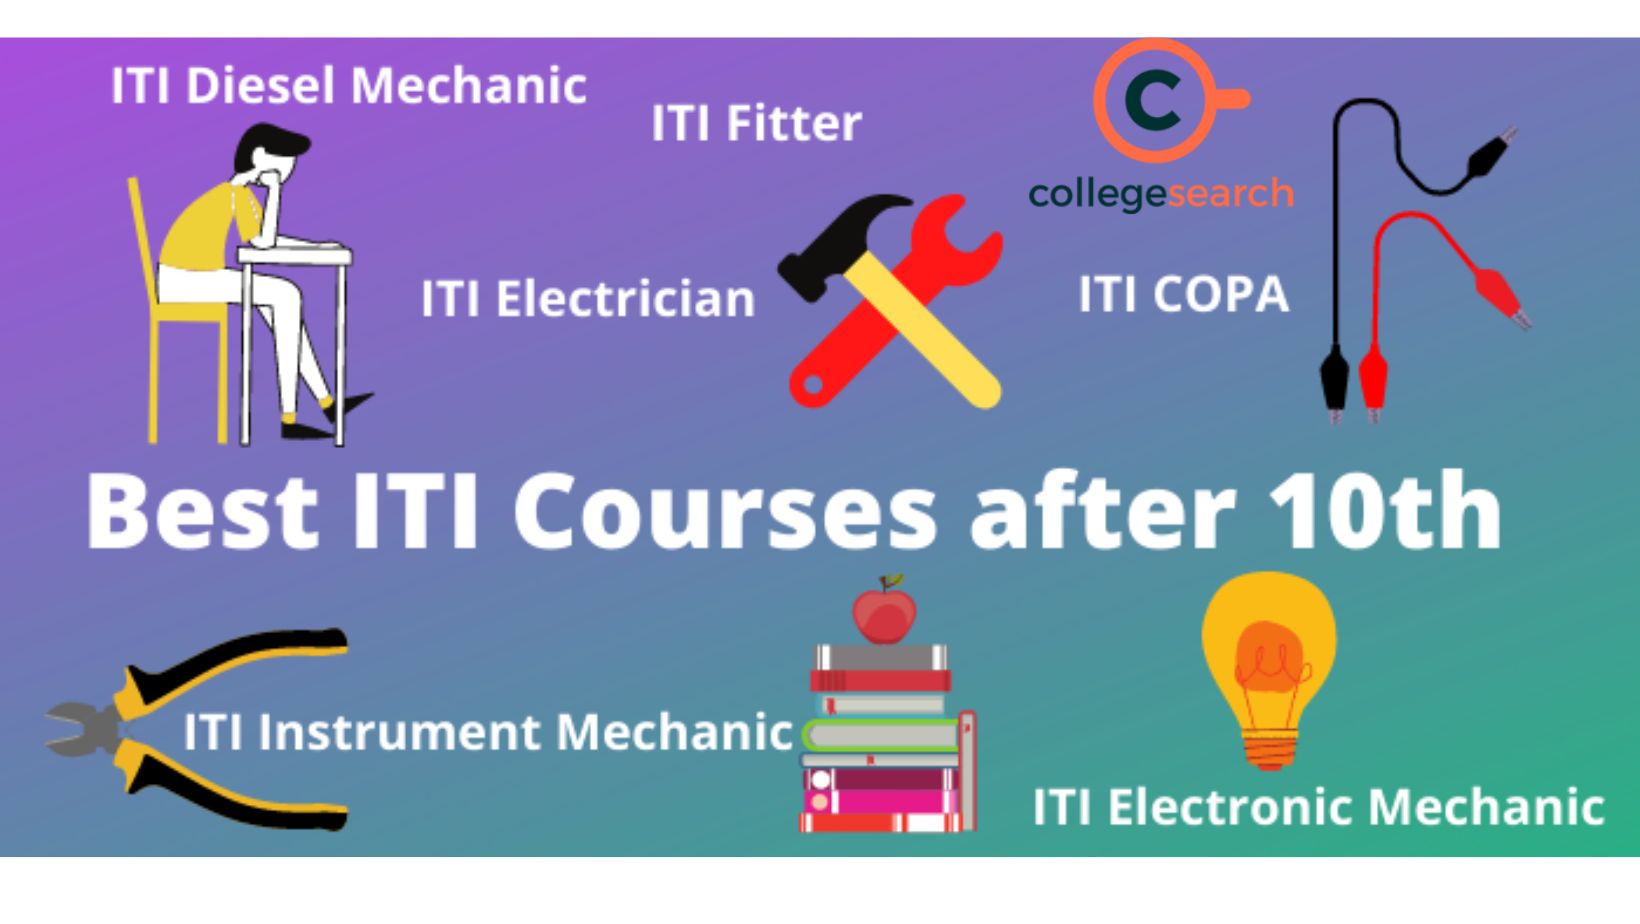 ITI Diesel Mechanic
ITI Fitter
C
collegesearch
ITI Electrician
ITI COPA
Best ITI Courses after 10th
ITI Instrument Mechanic
ITI Electronic Mechanic